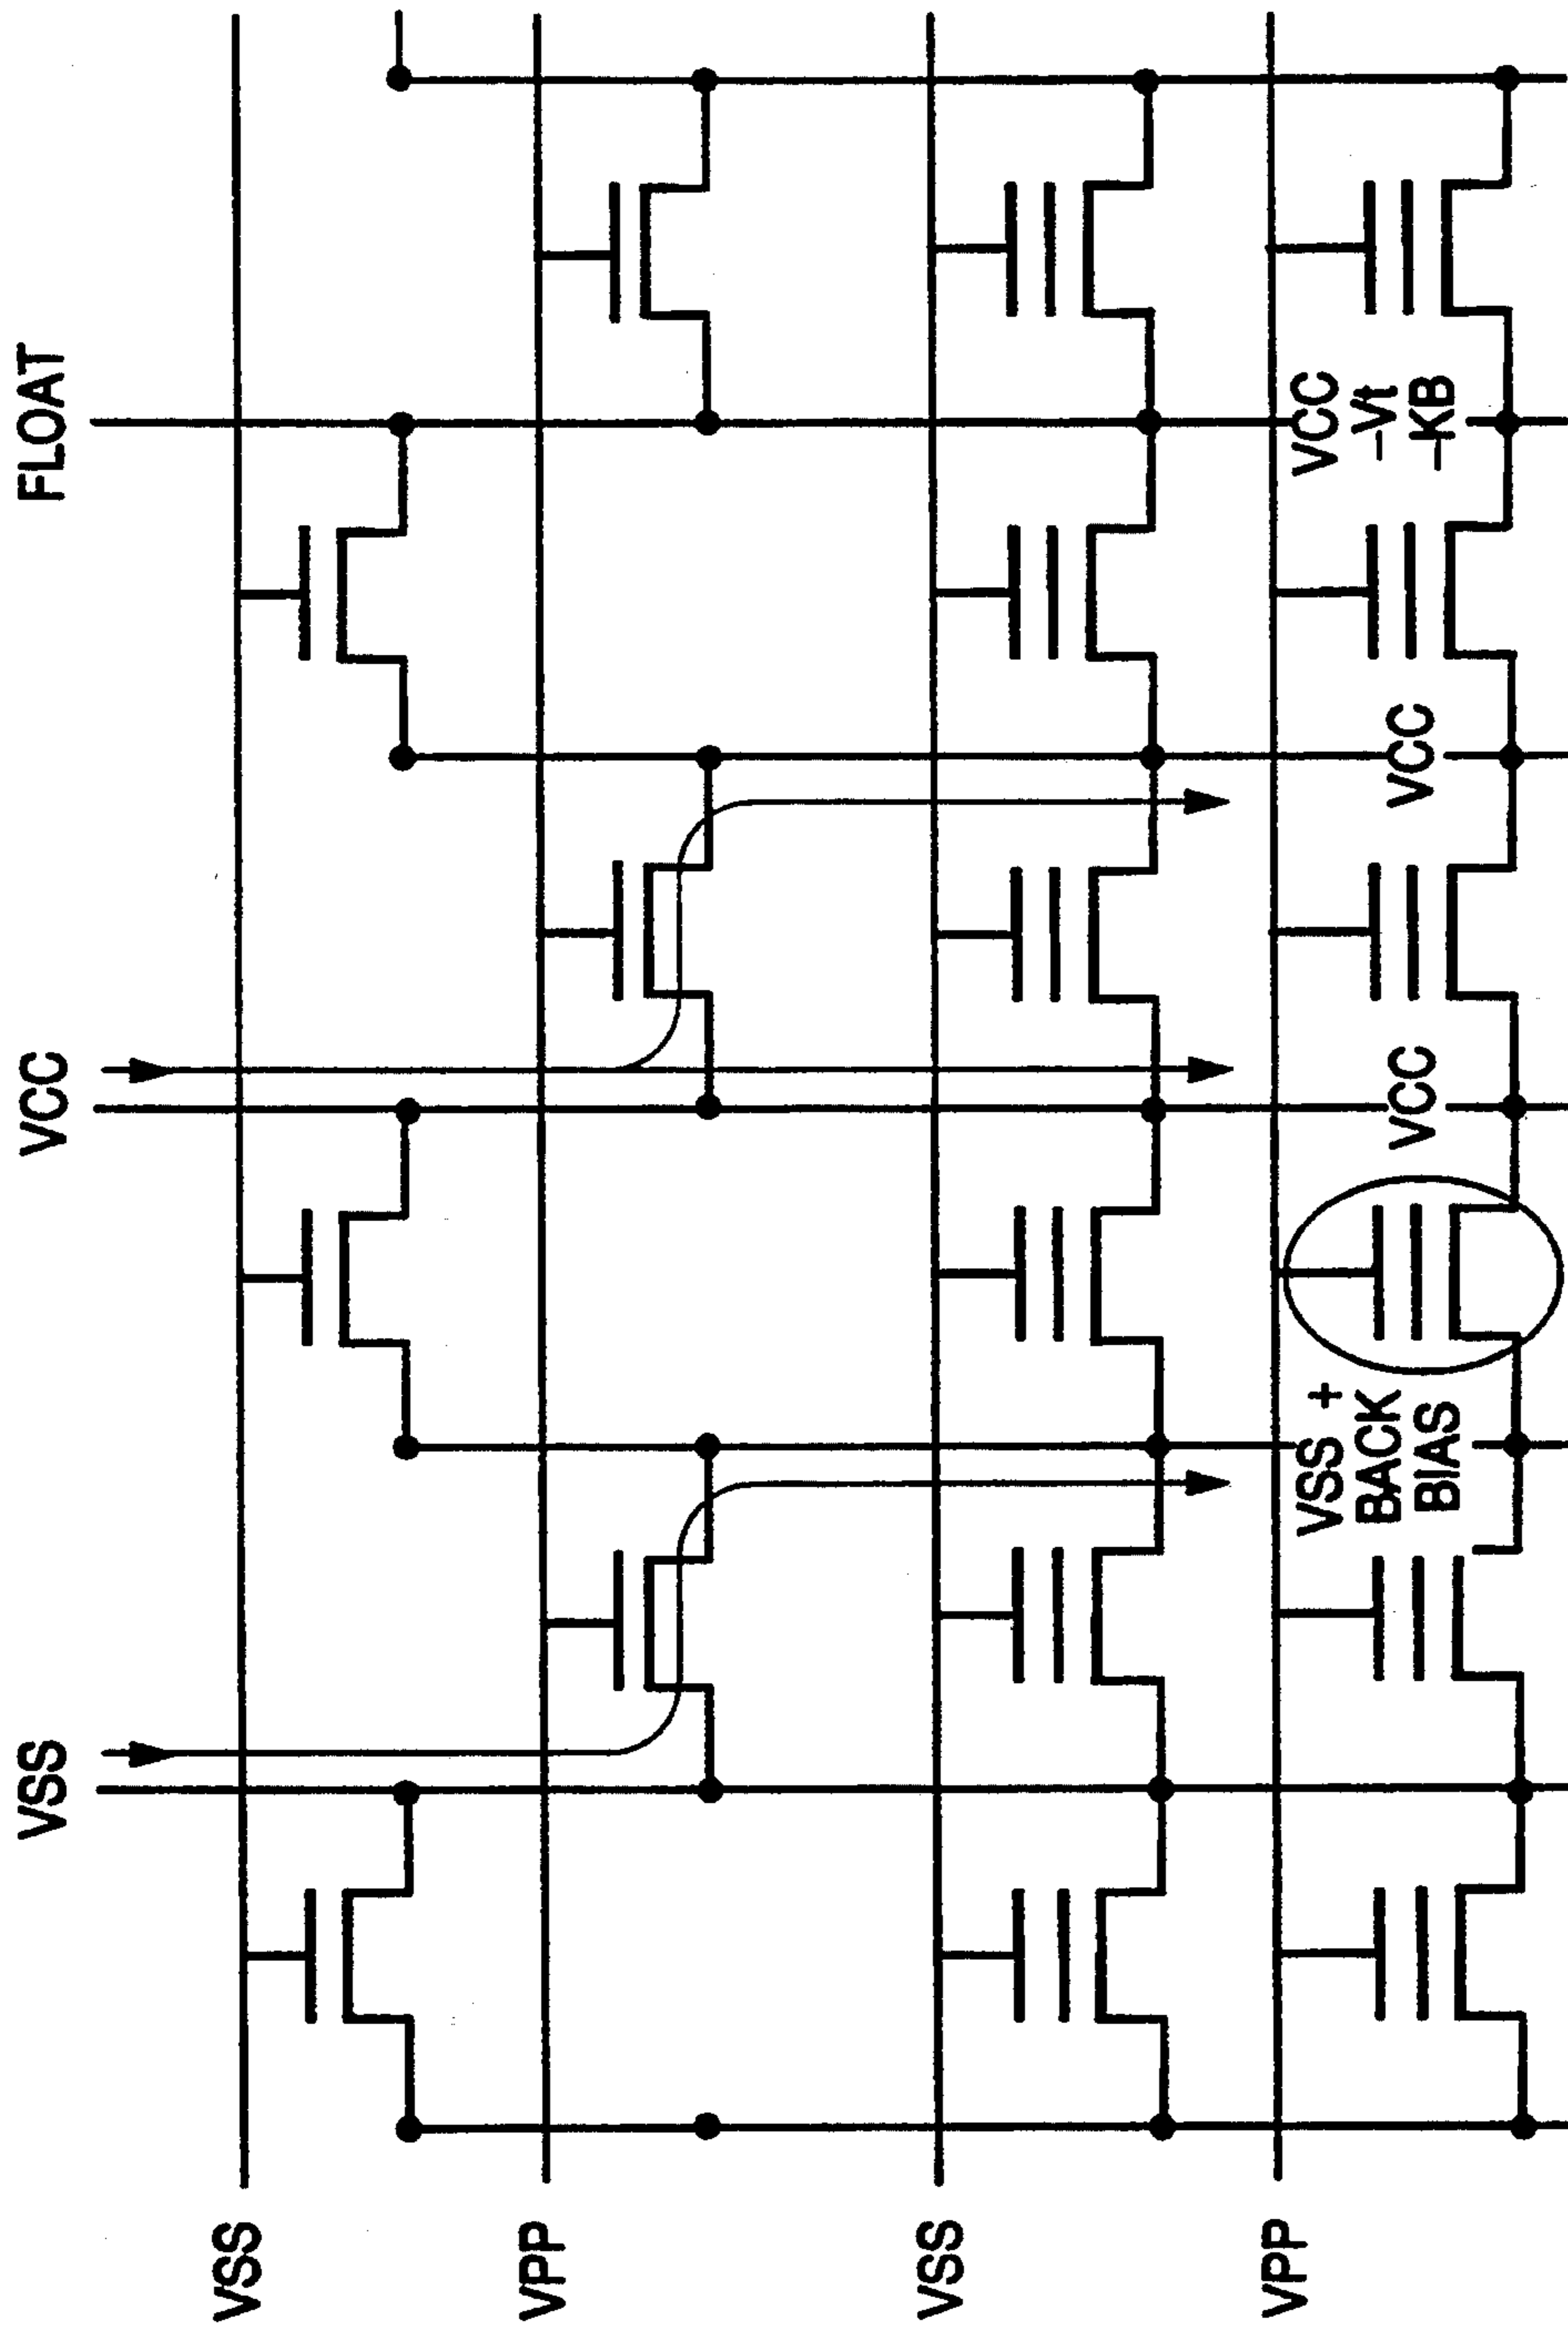 VSS
VCC
FLOAT
VSS
VPP
VSS
VPP
VSS +
BACK
BIAS
VCC
VCC
VCC
–Vt
–KB